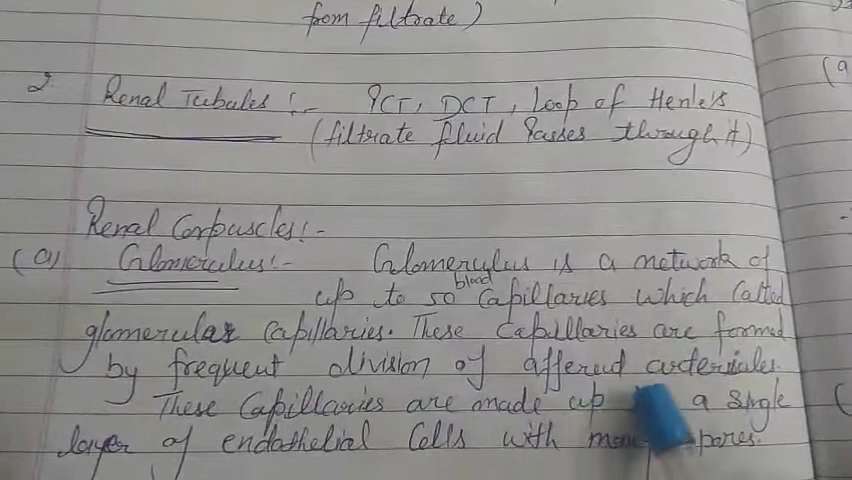 from filtrate)
2 Renal Tubules :- PCT, DCT, Loop of Henle's
(filtrate fluid Passes through it)
Renal Corpuscles :-
(a) Glomerulus :- Glomerulus is a network of
up to 50 blood Capillaries which Called
glomerular Capillaries. These Capillaries are formed
by frequent division of afferent arterioles.
These Capillaries are made up a single
layer of endothelial Cells with many pores.